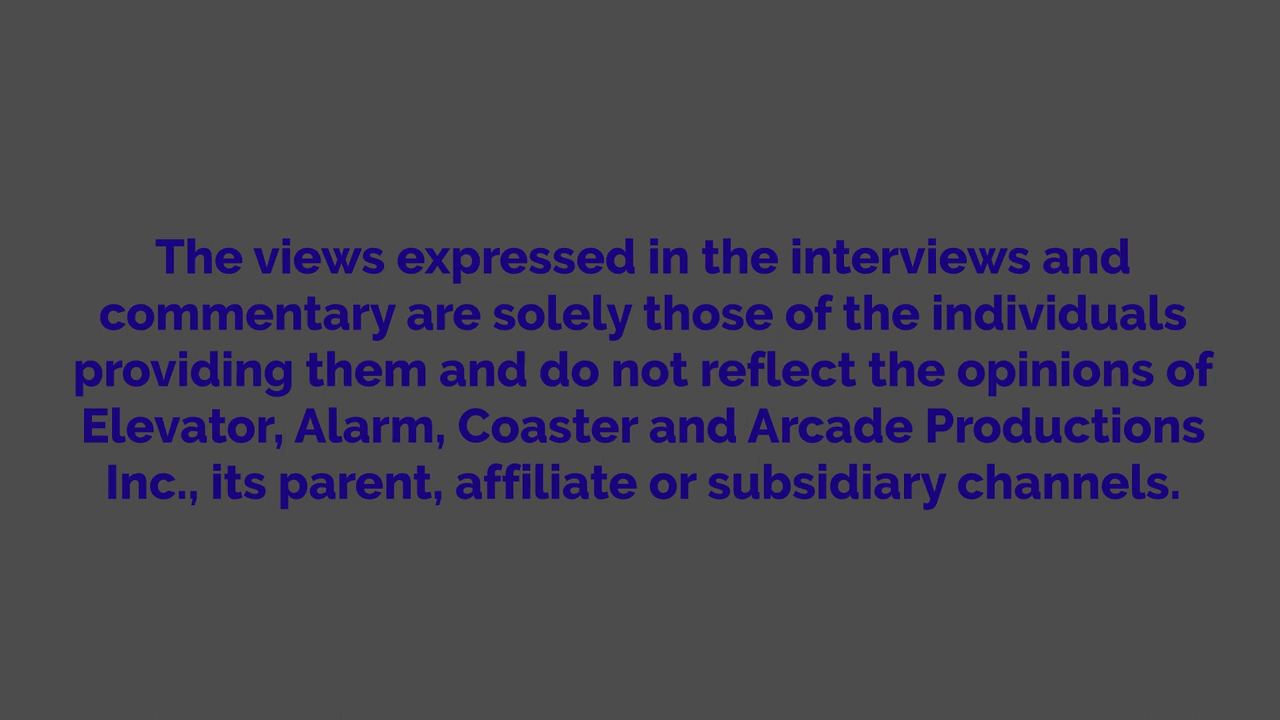 The views expressed in the interviews and
commentary are solely those of the individuals
providing them and do not reflect the opinions of
Elevator, Alarm, Coaster and Arcade Productions
Inc., its parent, affiliate or subsidiary channels.